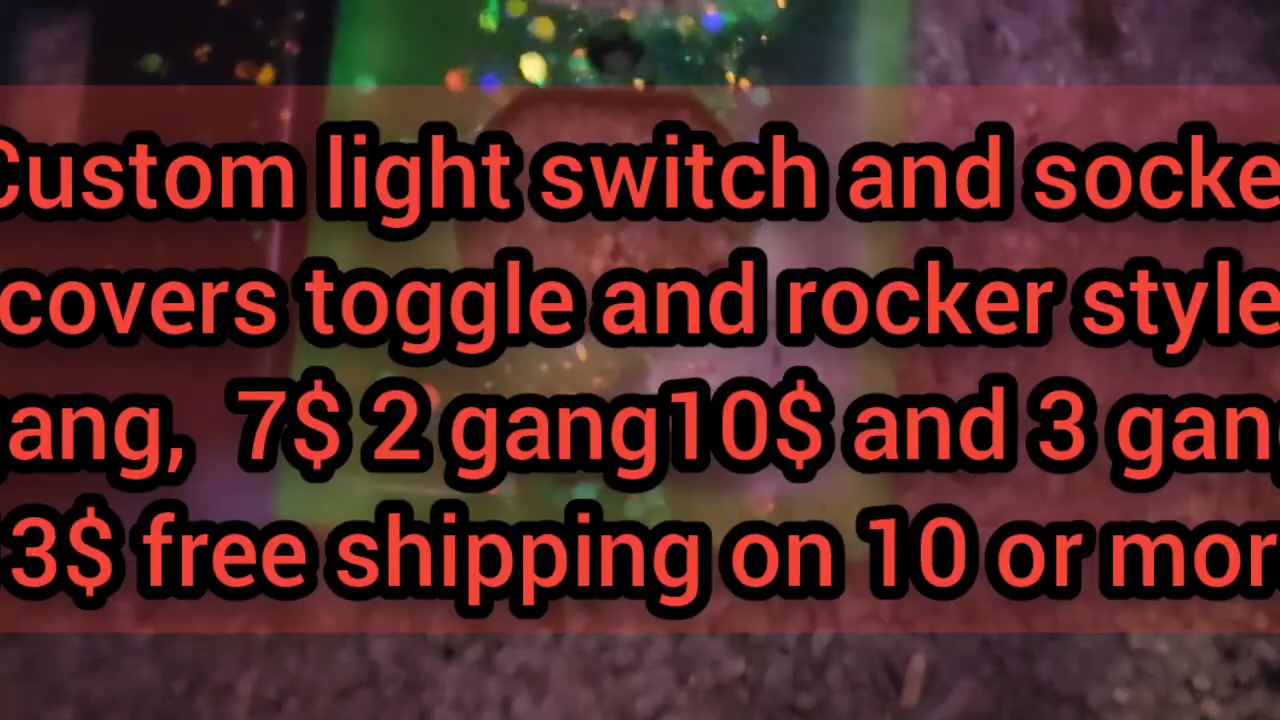 Custom light switch and socke
covers toggle and rocker style
ang, 7$ 2 gang10$ and 3 gang
3$ free shipping on 10 or mor